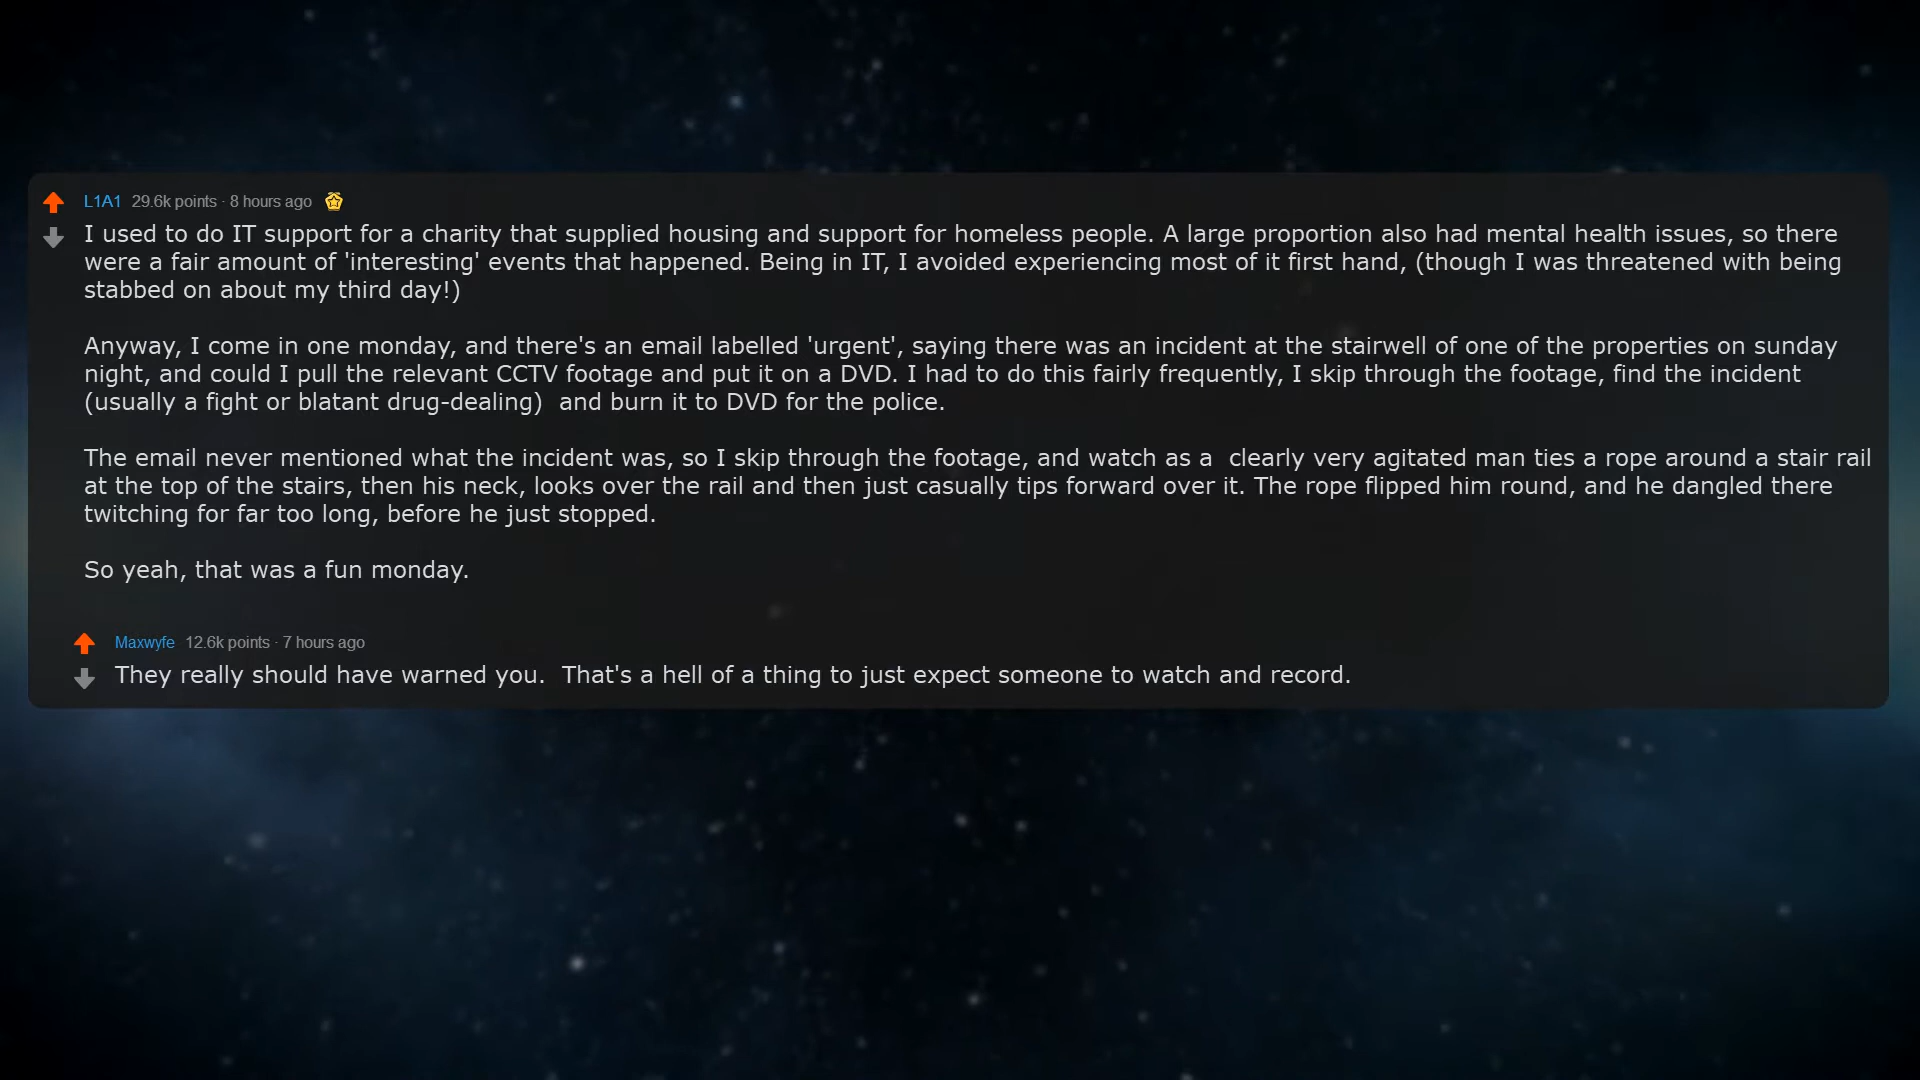 L1A1 29.6k points · 8 hours ago
I used to do IT support for a charity that supplied housing and support for homeless people. A large proportion also had mental health issues, so there
were a fair amount of 'interesting' events that happened. Being in IT, I avoided experiencing most of it first hand, (though I was threatened with being
stabbed on about my third day!)
Anyway, I come in one monday, and there's an email labelled 'urgent', saying there was an incident at the stairwell of one of the properties on sunday
night, and could I pull the relevant CCTV footage and put it on a DVD. I had to do this fairly frequently, I skip through the footage, find the incident
(usually a fight or blatant drug-dealing)  and burn it to DVD for the police.
The email never mentioned what the incident was, so I skip through the footage, and watch as a  clearly very agitated man ties a rope around a stair rail
at the top of the stairs, then his neck, looks over the rail and then just casually tips forward over it. The rope flipped him round, and he dangled there
twitching for far too long, before he just stopped.
So yeah, that was a fun monday.
Maxwyfe 12.6k points · 7 hours ago
They really should have warned you.  That's a hell of a thing to just expect someone to watch and record.